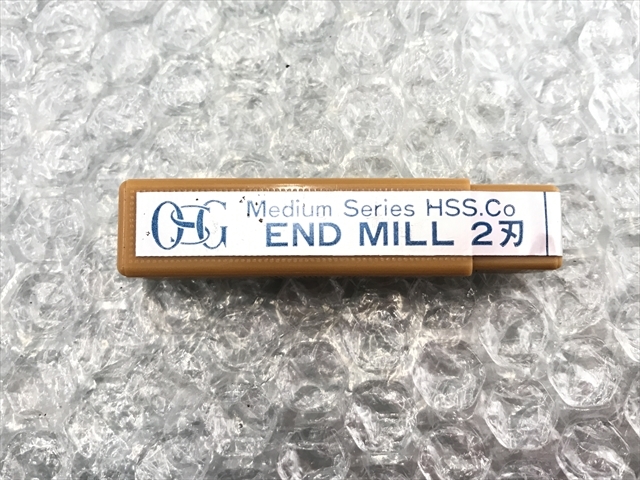 OSG
Medium Series HSS.Co
END MILL 2刃